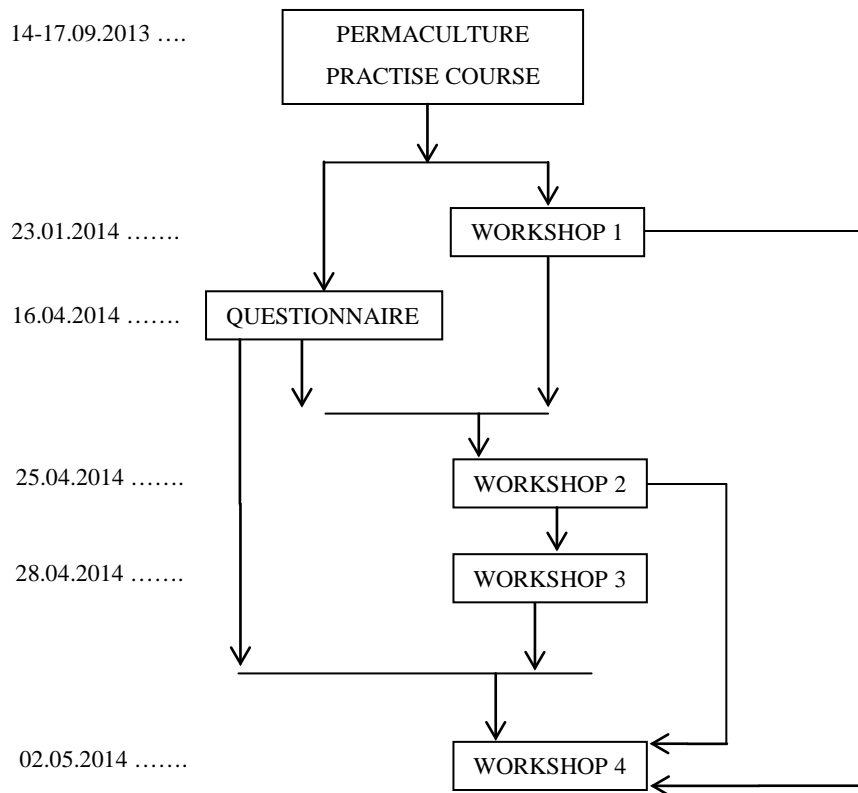 14-17.09.2013 ….
PERMACULTURE
PRACTISE COURSE
23.01.2014 …….
WORKSHOP 1
16.04.2014 …….
QUESTIONNAIRE
25.04.2014 …….
WORKSHOP 2
28.04.2014 …….
WORKSHOP 3
02.05.2014 …….
WORKSHOP 4